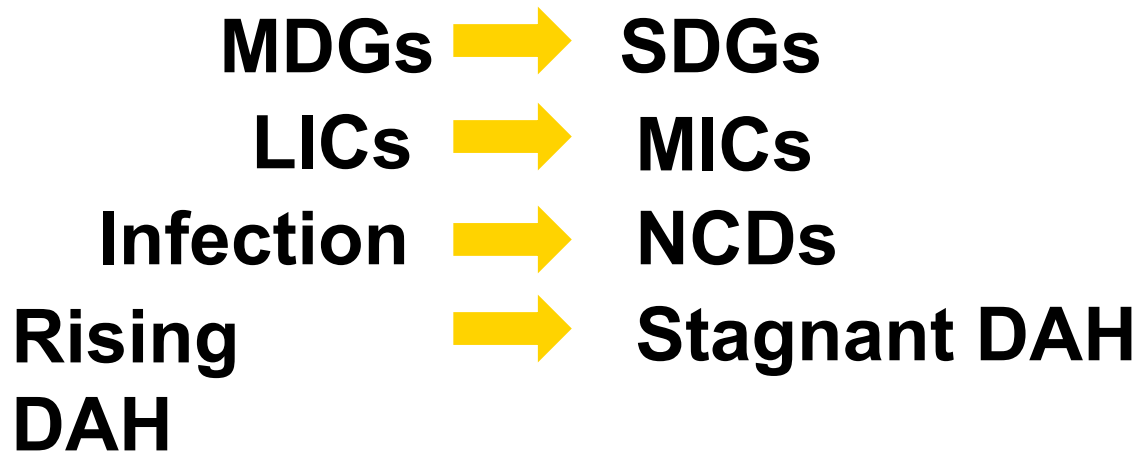 MDGs SDGs
LICs MICs
Infection NCDs
Rising Stagnant DAH
DAH